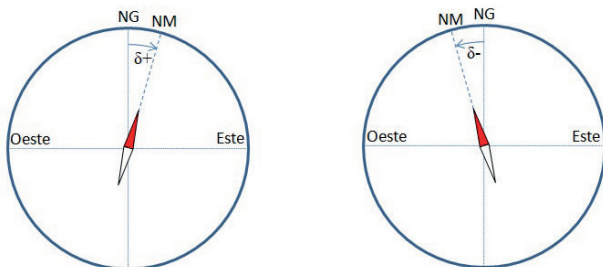 NG NM
δ+
Oeste Este
NM NG
δ-
Oeste Este